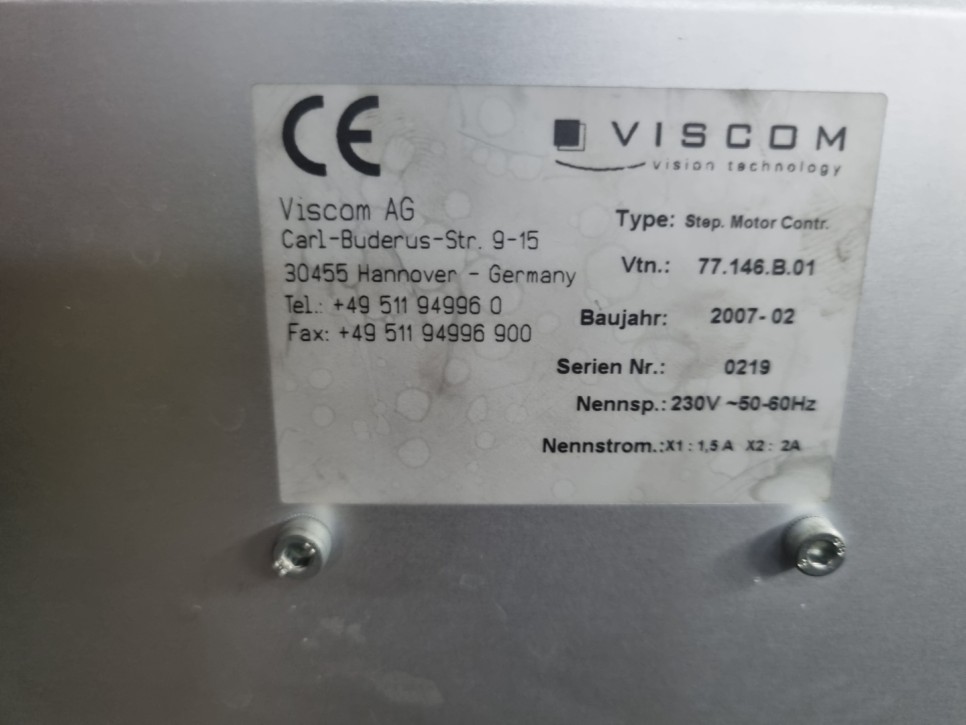 CE
VISCOM
vision technology
Viscom AG
Carl-Buderus-Str. 9-15
30455 Hannover - Germany
Tel.: +49 511 94996 0
Fax: +49 511 94996 900
Type: Step. Motor Contr.
Vtn.: 77.146.B.01
Baujahr: 2007-02
Serien Nr.: 0219
Nennsp.: 230V ~50-60Hz
Nennstrom.: X1 : 1,5 A X2 : 2A